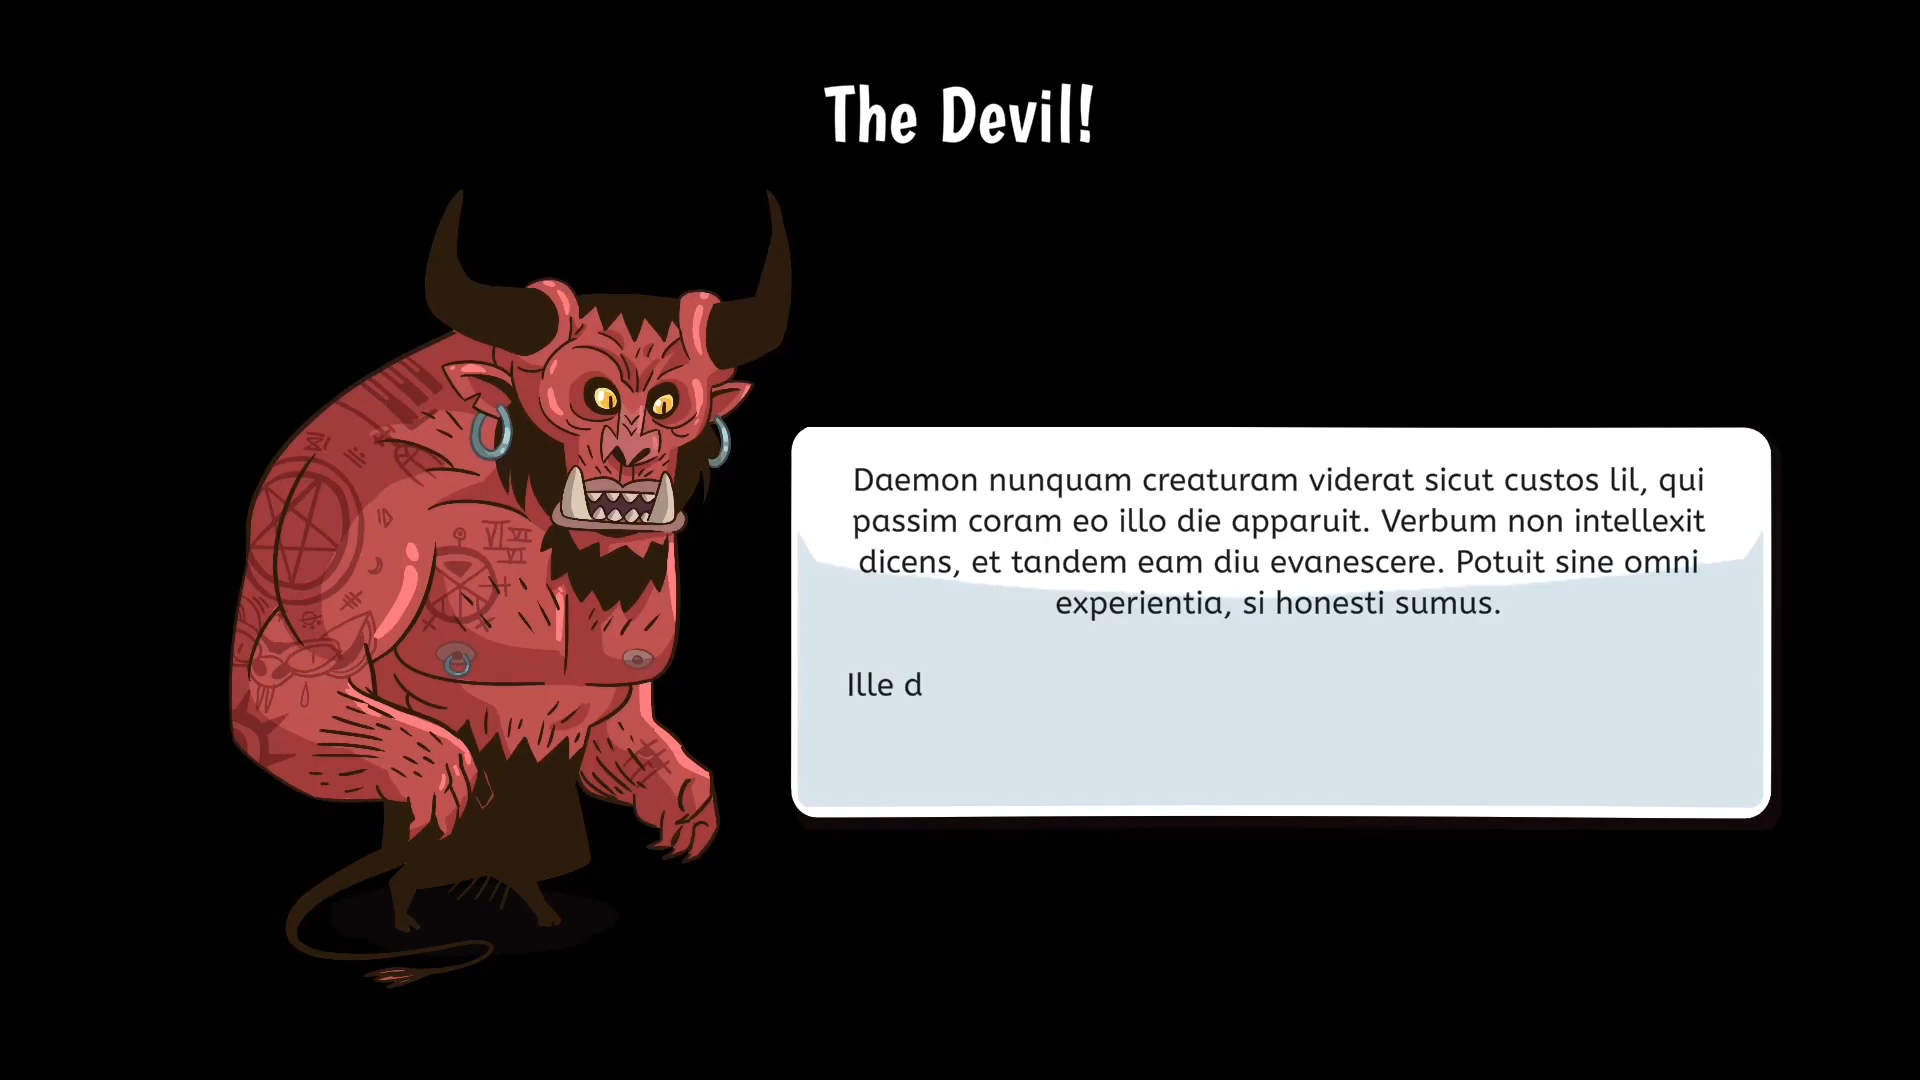 The Devil!
Daemon nunquam creaturam viderat sicut custos lil, qui
passim coram eo illo die apparuit. Verbum non intellexit
dicens, et tandem eam diu evanescere. Potuit sine omni
experientia, si honesti sumus.
Ille d